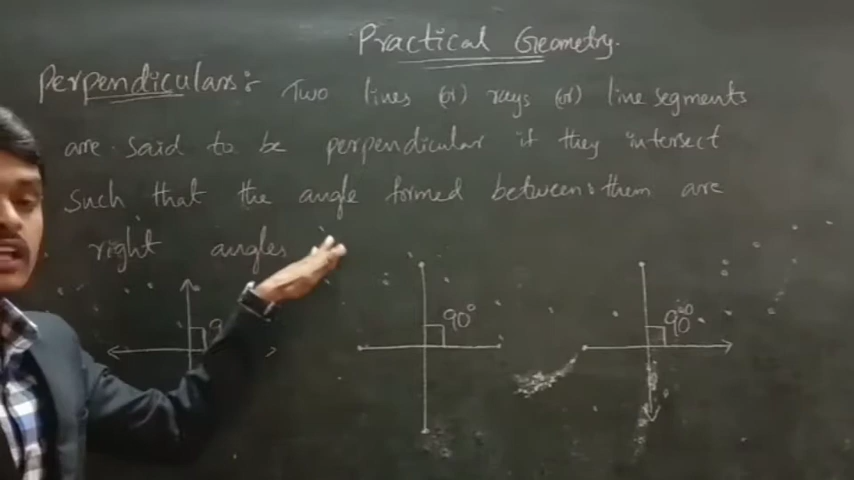 Practical Geometry.
Perpendiculars: Two lines (or) rays (or) line segments
are said to be perpendicular if they intersect
such that the angle formed between them are
right angles
90° 90°